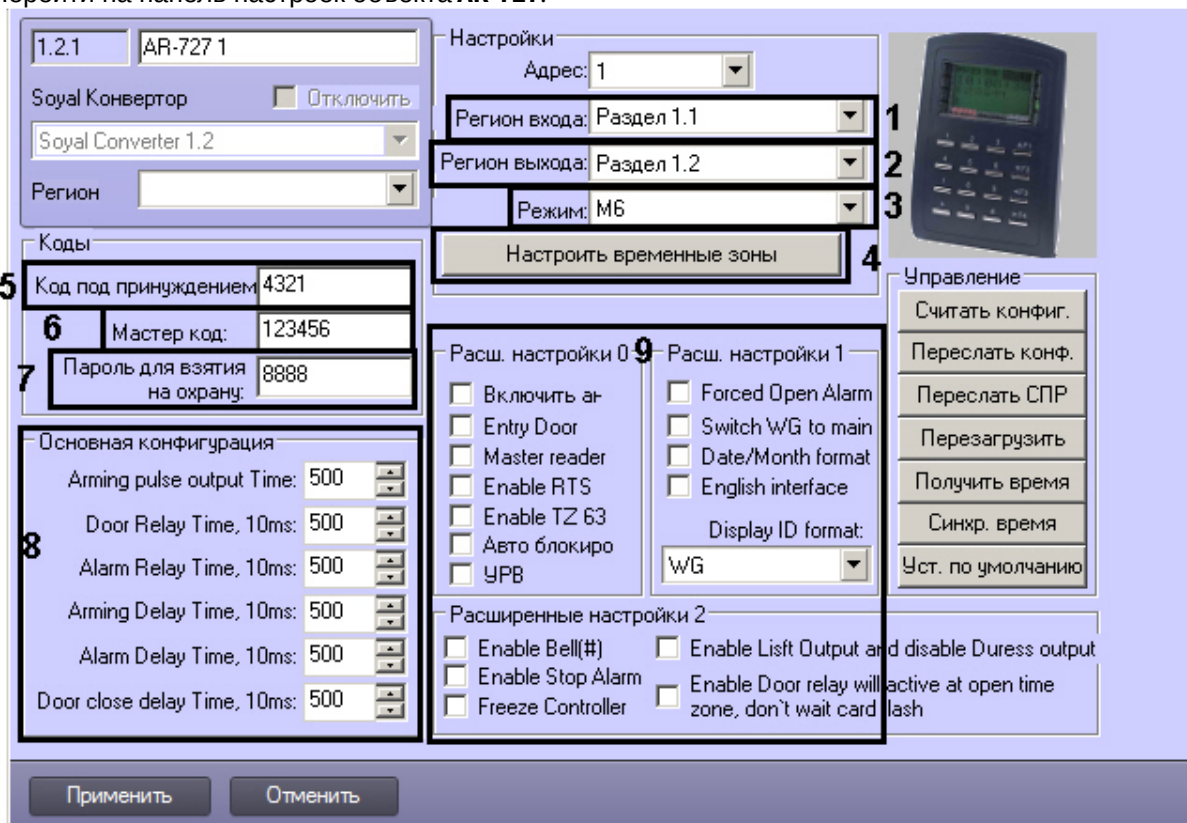 перейти на панель настроек объекта AR-727.
1.2.1 AR-727 1
Soyal Конвертор Отключить
Soyal Converter 1.2
Регион
Настройки
Адрес: 1
Регион входа: Раздел 1.1 1
Регион выхода: Раздел 1.2 2
Режим: M6 3
Настроить временные зоны 4
Коды
5 Код под принуждением 4321
6 Мастер код: 123456
7 Пароль для взятия на охрану: 8888
8
Основная конфигурация
Arming pulse output Time: 500
Door Relay Time, 10ms: 500
Alarm Relay Time, 10ms: 500
Arming Delay Time, 10ms: 500
Alarm Delay Time, 10ms: 500
Door close delay Time, 10ms: 500
9
Расш. настройки 0
Включить ан
Entry Door
Master reader
Enable RTS
Enable TZ 63
Авто блокиро
УРВ
Расш. настройки 1
Forced Open Alarm
Switch WG to main
Date/Month format
English interface
Display ID format:
WG
Расширенные настройки 2
Enable Bell(#)
Enable Stop Alarm
Freeze Controller
Enable Lisft Output and disable Duress output
Enable Door relay will active at open time
zone, don`t wait card lash
Управление
Считать конфиг.
Переслать конф.
Переслать СПР
Перезагрузить
Получить время
Синхр. время
Уст. по умолчанию
Применить Отменить